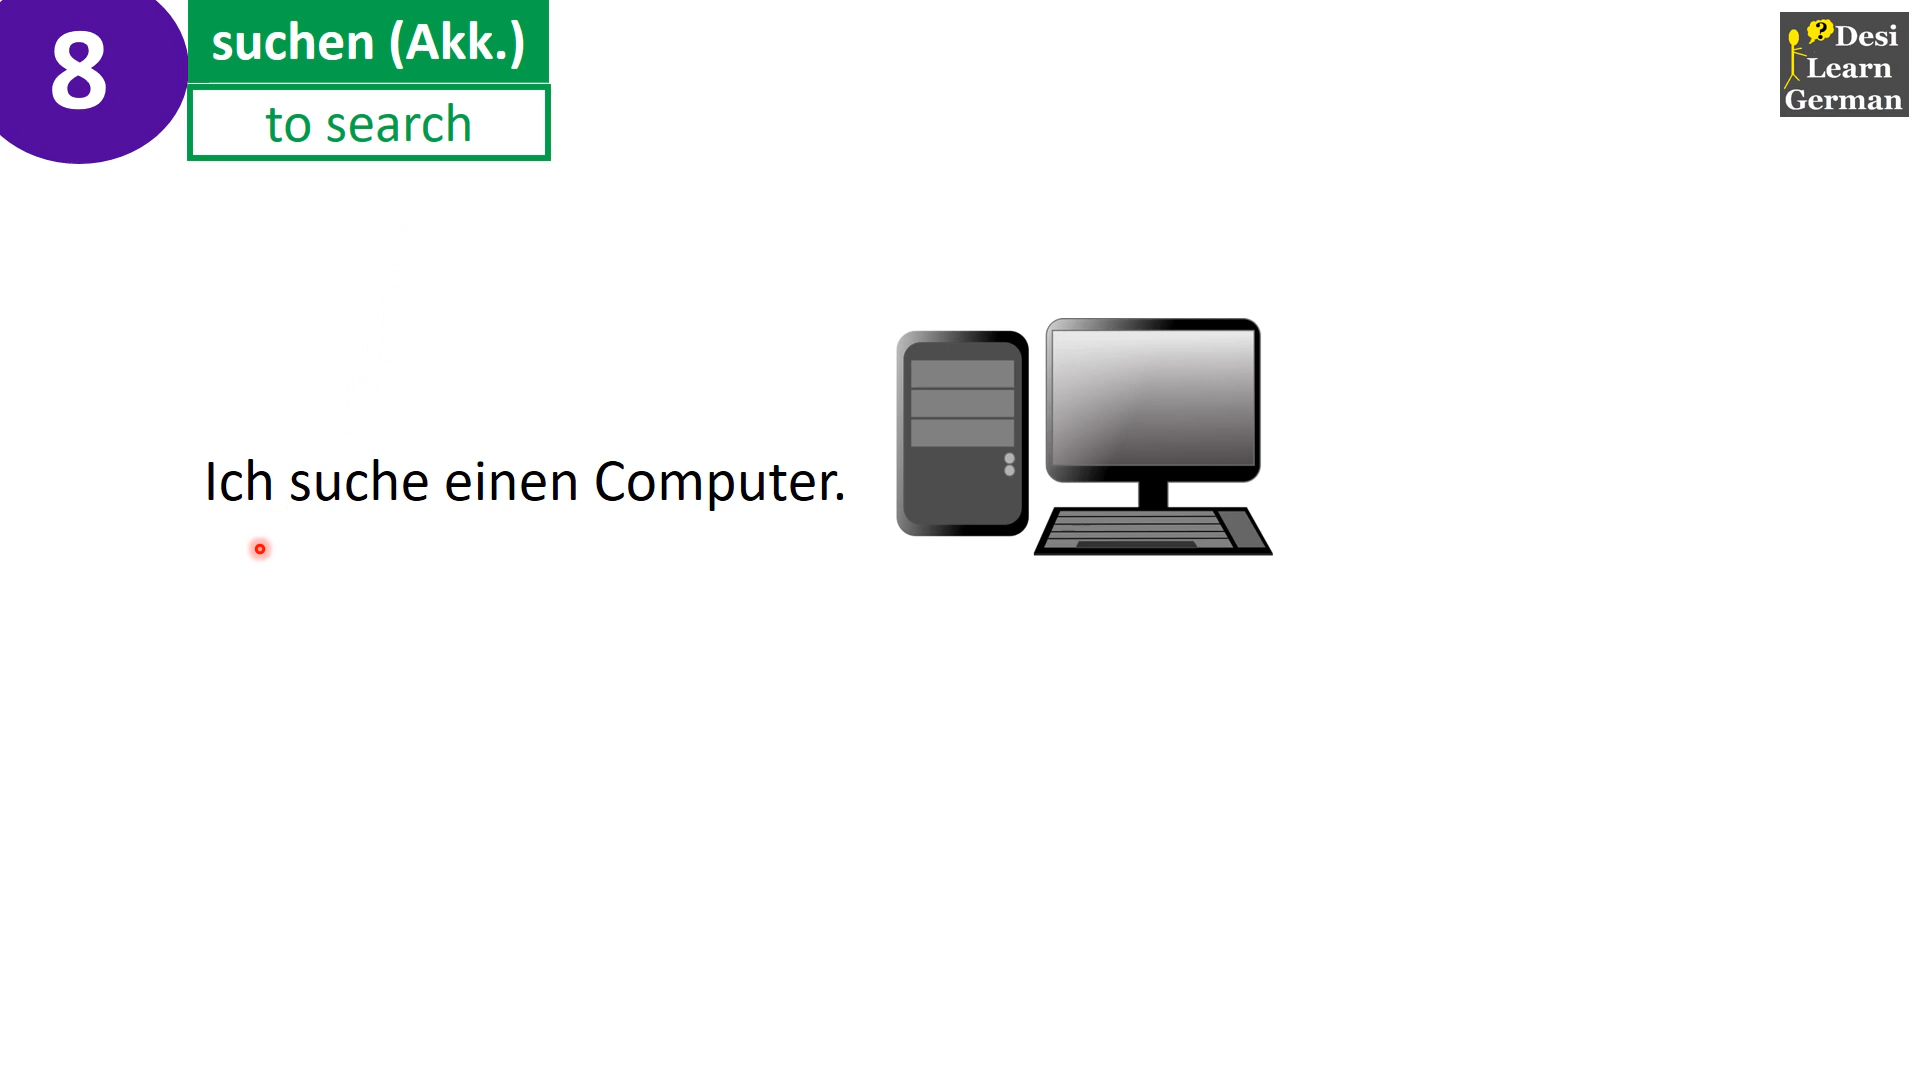 8
suchen (Akk.)
to search
? Desi
Learn
German
Ich suche einen Computer.